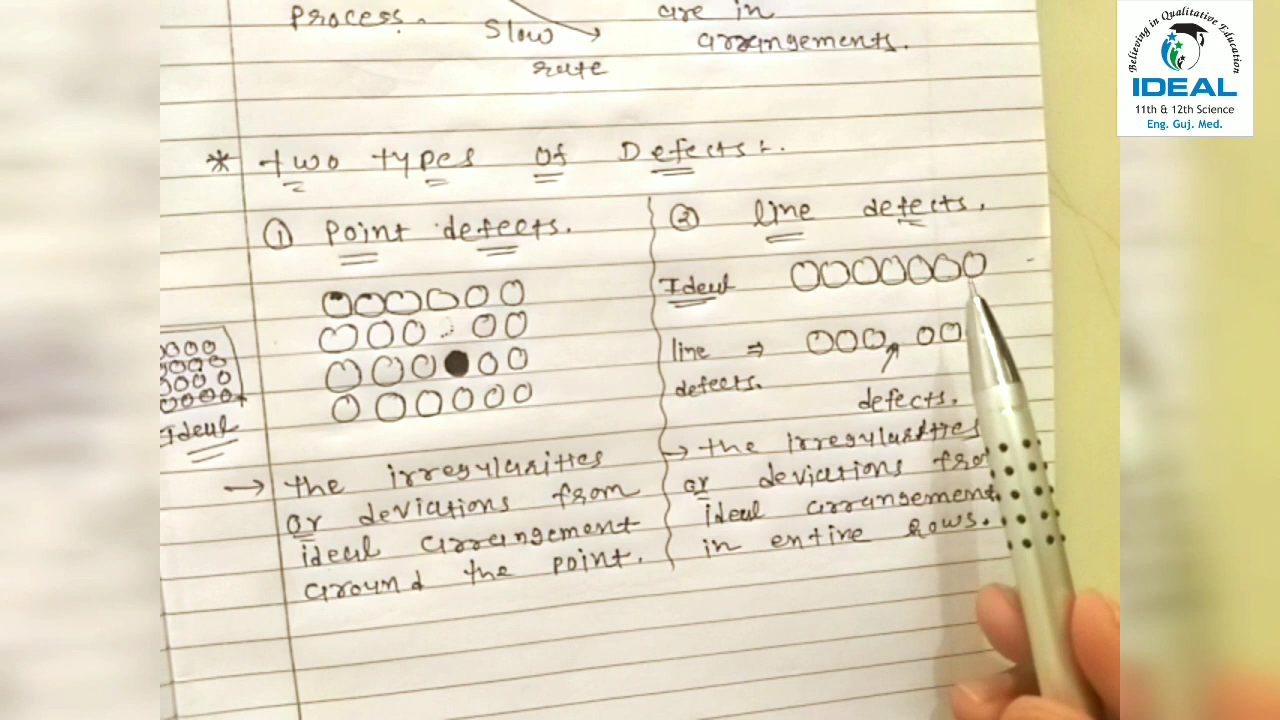 Process.
Slow
rate
are in
arrangements.
* two types of Defects :-
① Point defects.
Ideal
→ the irregularities
or deviations from
ideal arrangement
around the point.
② line defects.
Ideal
line ⇒
defects.
defects.
→ the irregularities
or deviations from
ideal arrangement
in entire rows.
Believing in Qualitative Education
IDEAL
11th & 12th Science
Eng. Guj. Med.